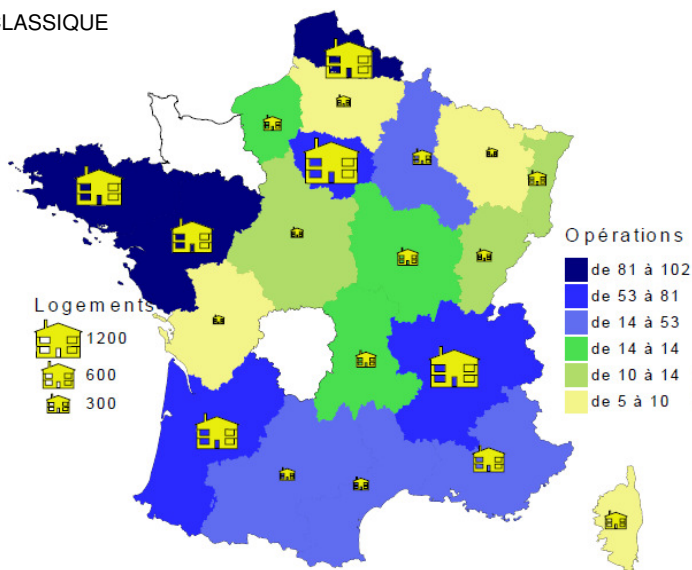 CLASSIQUE
Opérations
de 81 à 102
de 53 à 81
de 14 à 53
de 14 à 14
de 10 à 14
de 5 à 10
Logements
1200
600
300